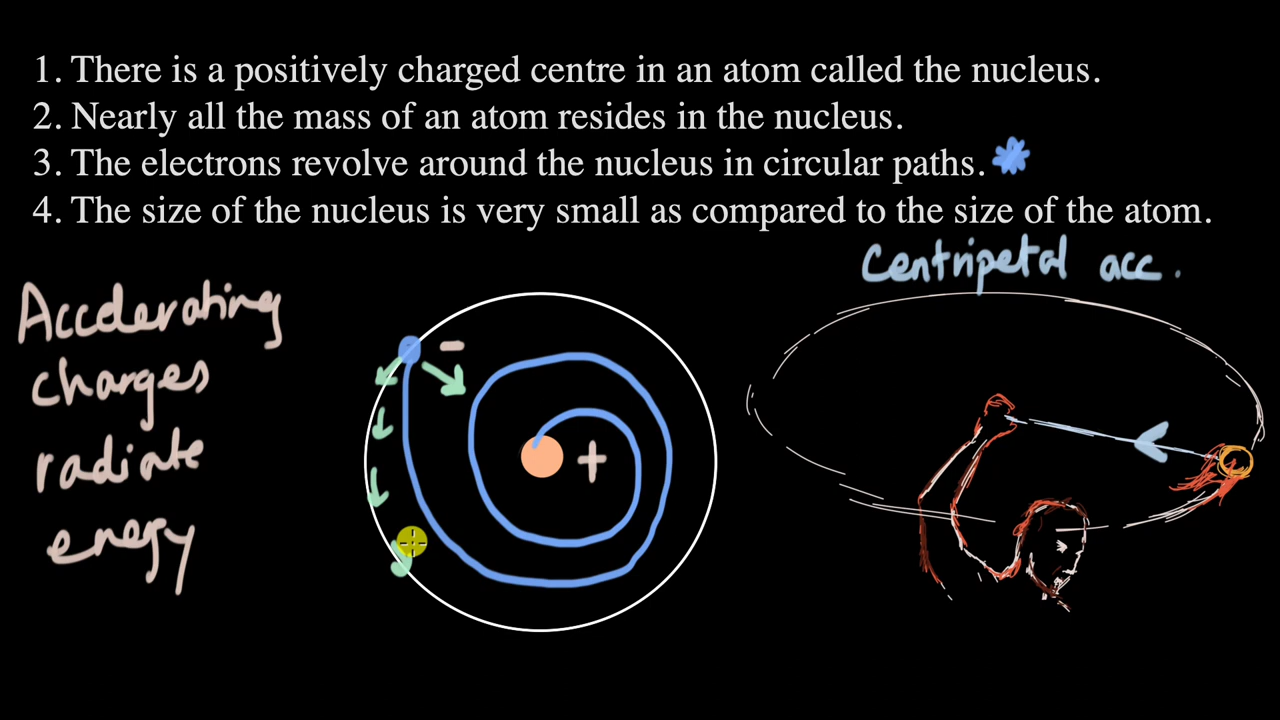 1. There is a positively charged centre in an atom called the nucleus.
2. Nearly all the mass of an atom resides in the nucleus.
3. The electrons revolve around the nucleus in circular paths.
4. The size of the nucleus is very small as compared to the size of the atom.
Centripetal acc.
Accelerating
charges
radiate
energy
-
+